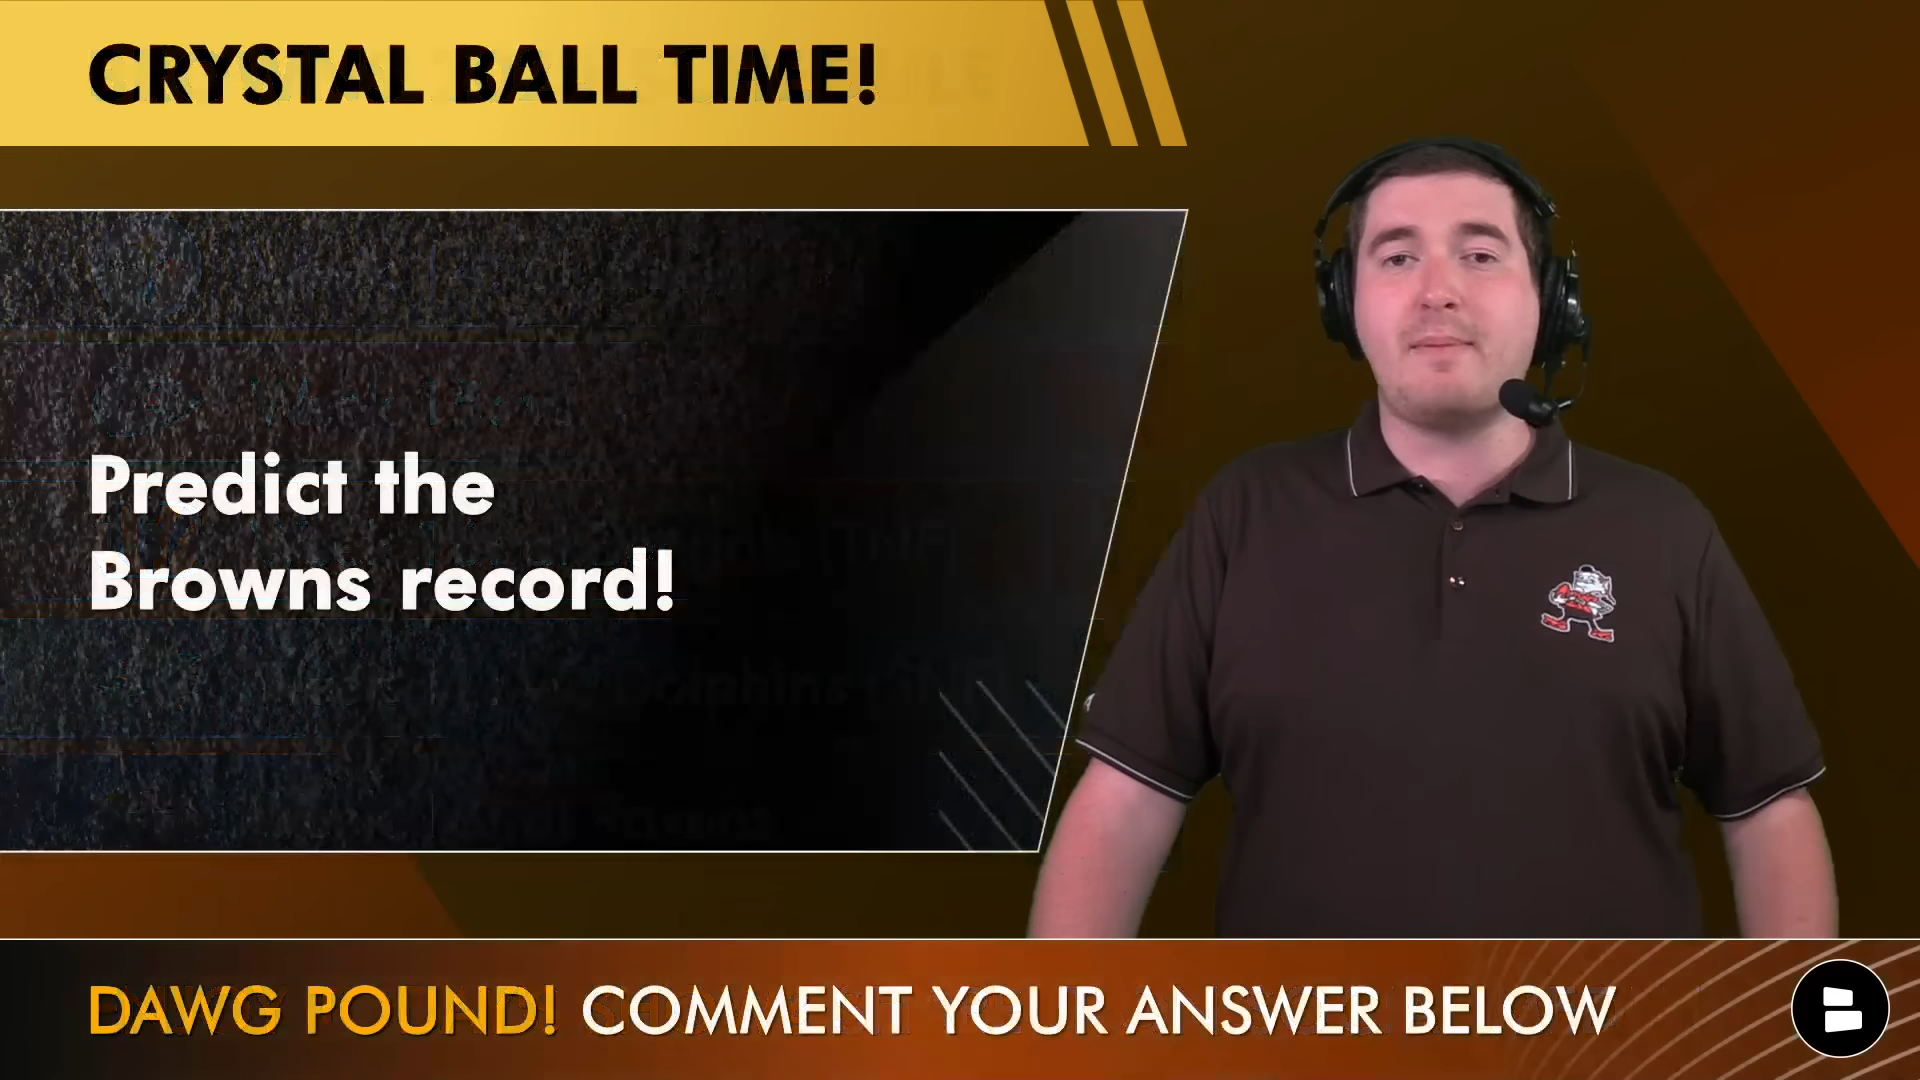 CRYSTAL BALL TIME!
Predict the
Browns record!
DAWG POUND! COMMENT YOUR ANSWER BELOW